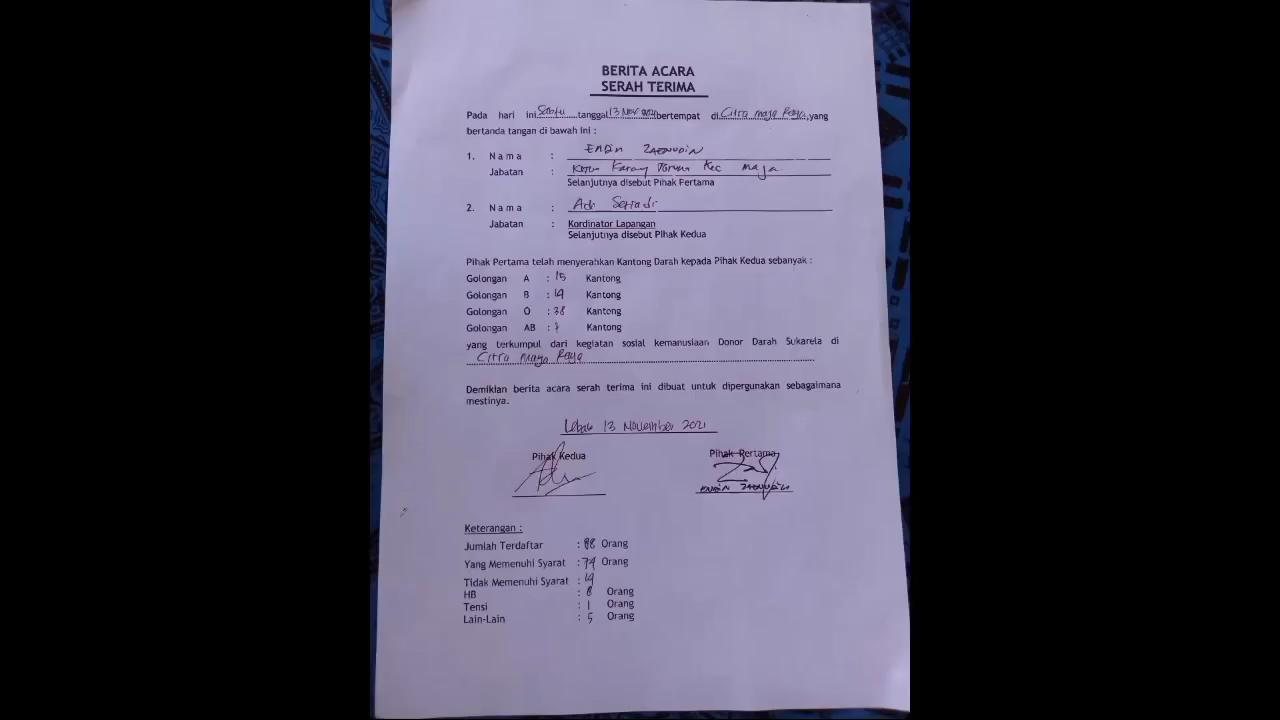 BERITA ACARA
SERAH TERIMA
Pada hari ini Sabtu tanggal 13 Nov 2021 bertempat di Citra Maja Raya, yang
bertanda tangan di bawah ini :
1. Nama : ENDIN ZAENUDIN
Jabatan : Karang Taruna Kec Maja
Selanjutnya disebut Pihak Pertama
2. Nama : Adi
Jabatan : Kordinator Lapangan
Selanjutnya disebut Pihak Kedua
Pihak Pertama telah menyerahkan Kantong Darah kepada Pihak Kedua sebanyak :
Golongan A : 15 Kantong
Golongan B : 14 Kantong
Golongan O : 38 Kantong
Golongan AB : 7 Kantong
yang terkumpul dari kegiatan sosial kemanusiaan Donor Darah Sukarela di
Citra Maja Raya
Demikian berita acara serah terima ini dibuat untuk dipergunakan sebagaimana
mestinya.
Lebak 13 November 2021
Pihak Kedua Pihak Pertama
ENDIN ZAENUDIN
Keterangan :
Jumlah Terdaftar : 88 Orang
Yang Memenuhi Syarat : 74 Orang
Tidak Memenuhi Syarat : 14
HB : 8 Orang
Tensi : 1 Orang
Lain-Lain : 5 Orang